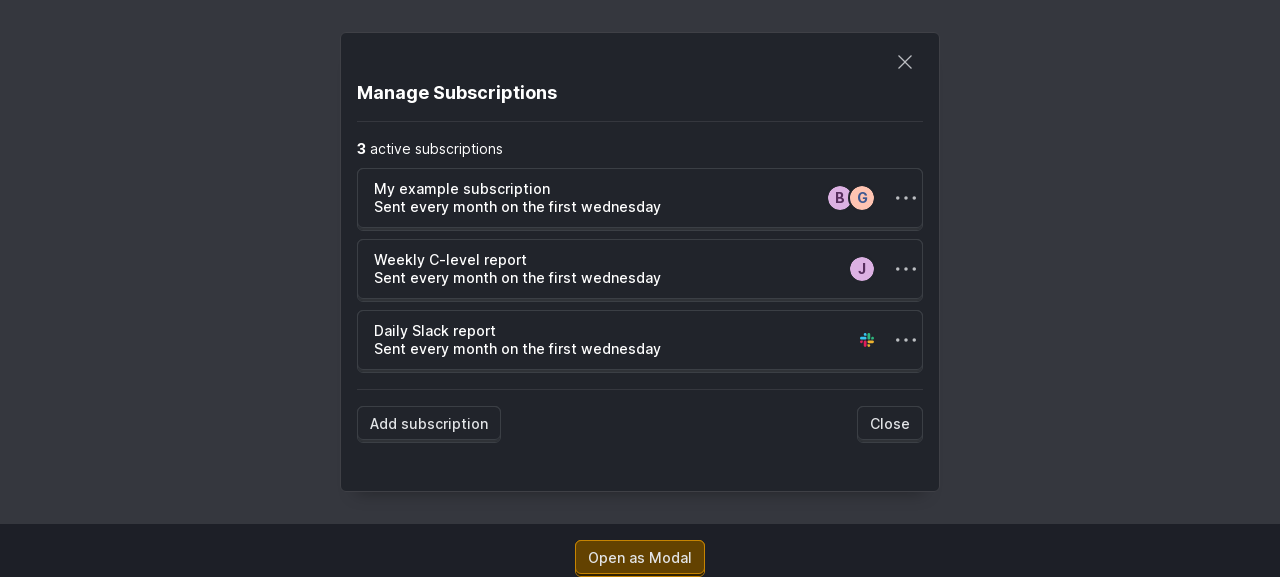 Manage Subscriptions
3 active subscriptions
My example subscription
Sent every month on the first wednesday
B G
Weekly C-level report
Sent every month on the first wednesday
J
Daily Slack report
Sent every month on the first wednesday
Add subscription
Close
Open as Modal